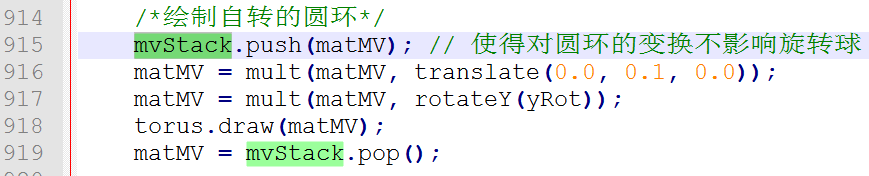 914 /*绘制自转的圆环*/
915 mvStack.push(matMV); // 使得对圆环的变换不影响旋转球
916 matMV = mult(matMV, translate(0.0, 0.1, 0.0));
917 matMV = mult(matMV, rotateY(yRot));
918 torus.draw(matMV);
919 matMV = mvStack.pop();